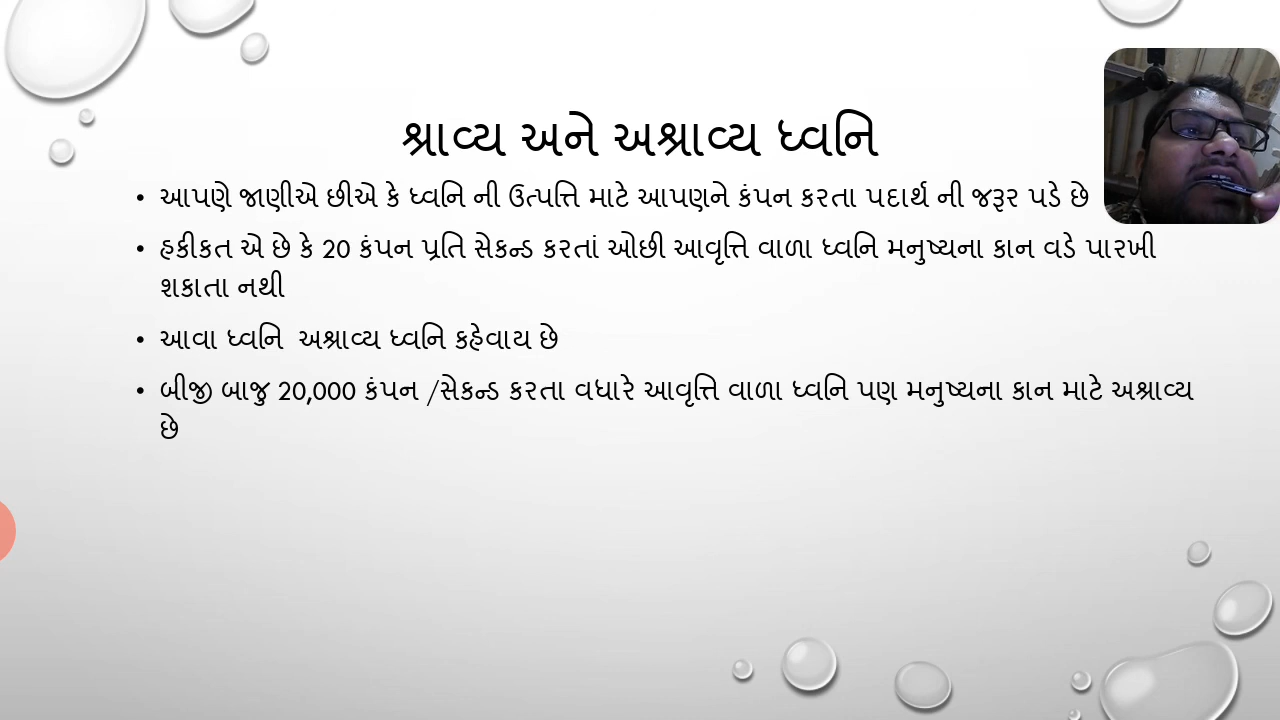 શ્રાવ્ય અને અશ્રાવ્ય ધ્વનિ
• આપણે જાણીએ છીએ કે ધ્વનિ ની ઉત્પત્તિ માટે આપણને કંપન કરતા પદાર્થ ની જરૂર પડે છે
• હકીકત એ છે કે 20 કંપન પ્રતિ સેકન્ડ કરતાં ઓછી આવૃત્તિ વાળા ધ્વનિ મનુષ્યના કાન વડે પારખી
શકાતા નથી
• આવા ધ્વનિ અશ્રાવ્ય ધ્વનિ કહેવાય છે
• બીજી બાજુ 20,000 કંપન /સેકન્ડ કરતા વધારે આવૃત્તિ વાળા ધ્વનિ પણ મનુષ્યના કાન માટે અશ્રાવ્ય
છે